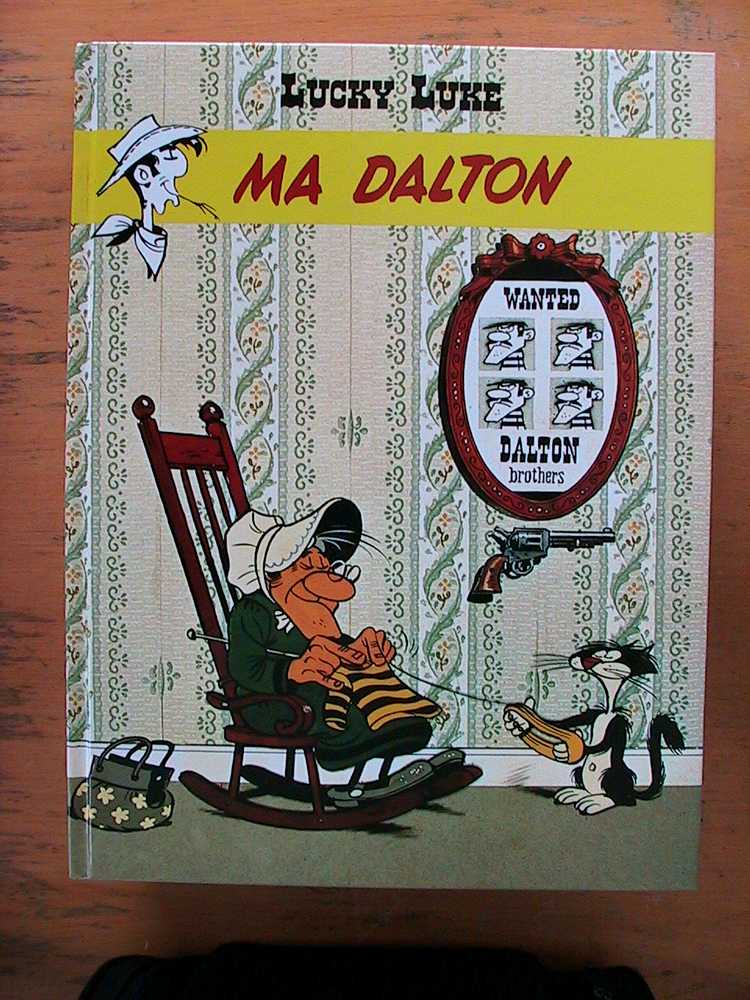 LUCKY LUKE
MA DALTON
WANTED
DALTON
brothers